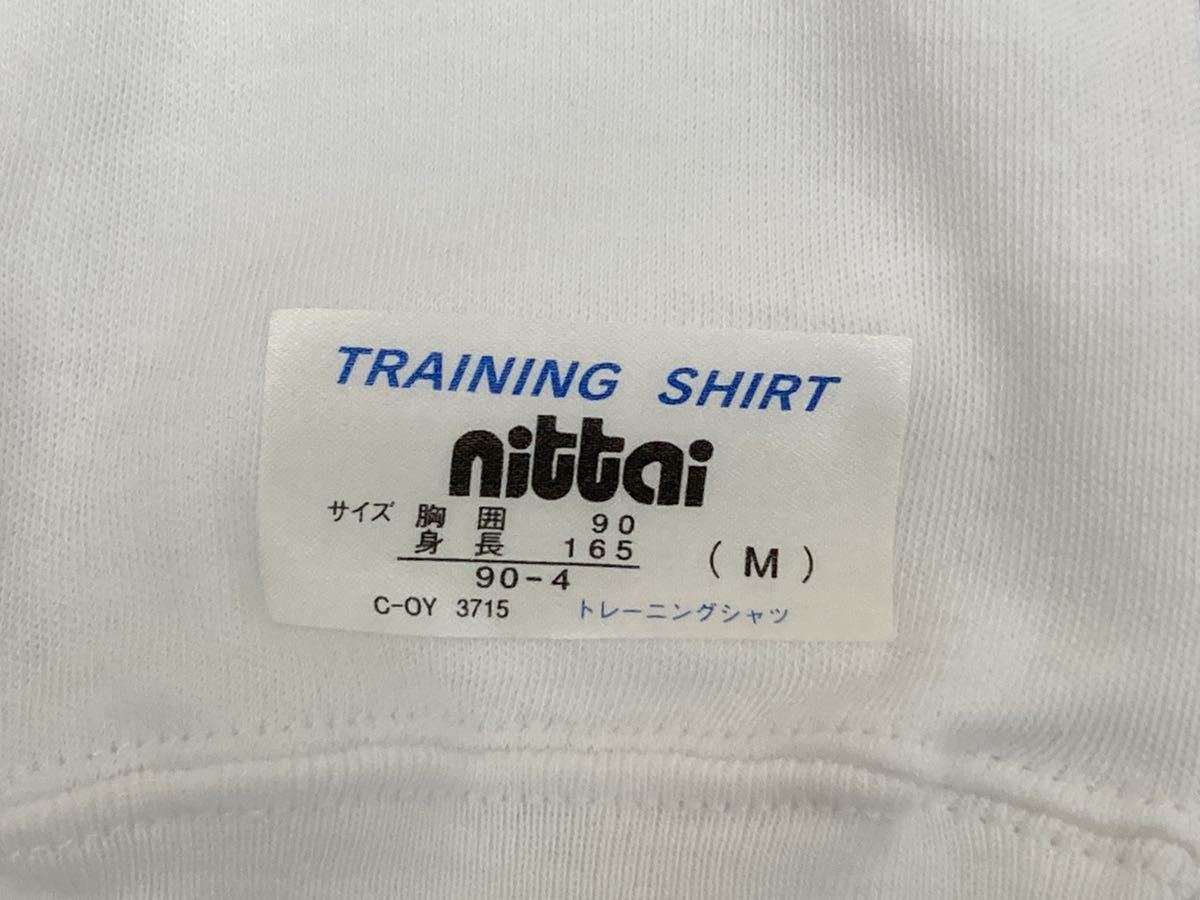 TRAINING SHIRT
nittai
サイズ 胸囲 90
身長 165 (M)
90-4
C-OY 3715 トレーニングシャツ